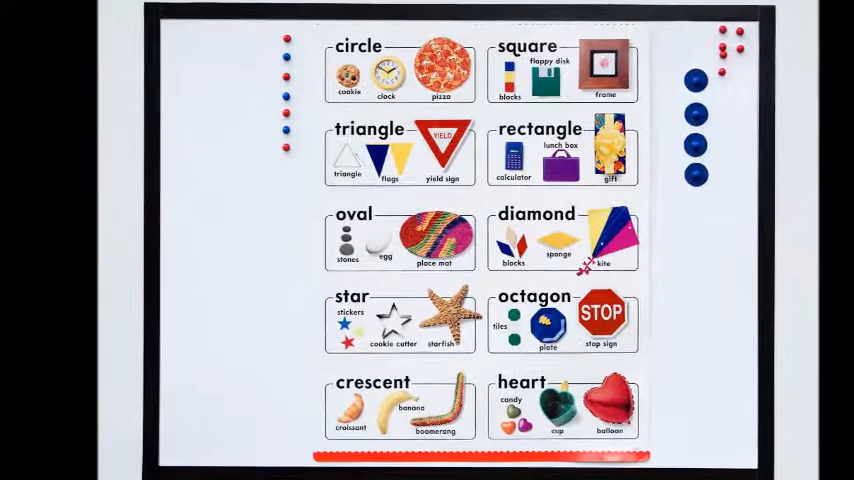 circle
cookie
clock
pizza
square
floppy disk
blocks
frame
triangle
YIELD
triangle
flags
yield sign
rectangle
lunch box
calculator
gift
oval
stones
egg
place mat
diamond
blocks
sponge
kite
star
stickers
cookie cutter
starfish
octagon
STOP
tiles
plate
stop sign
crescent
banana
croissant
boomerang
heart
candy
cup
balloon